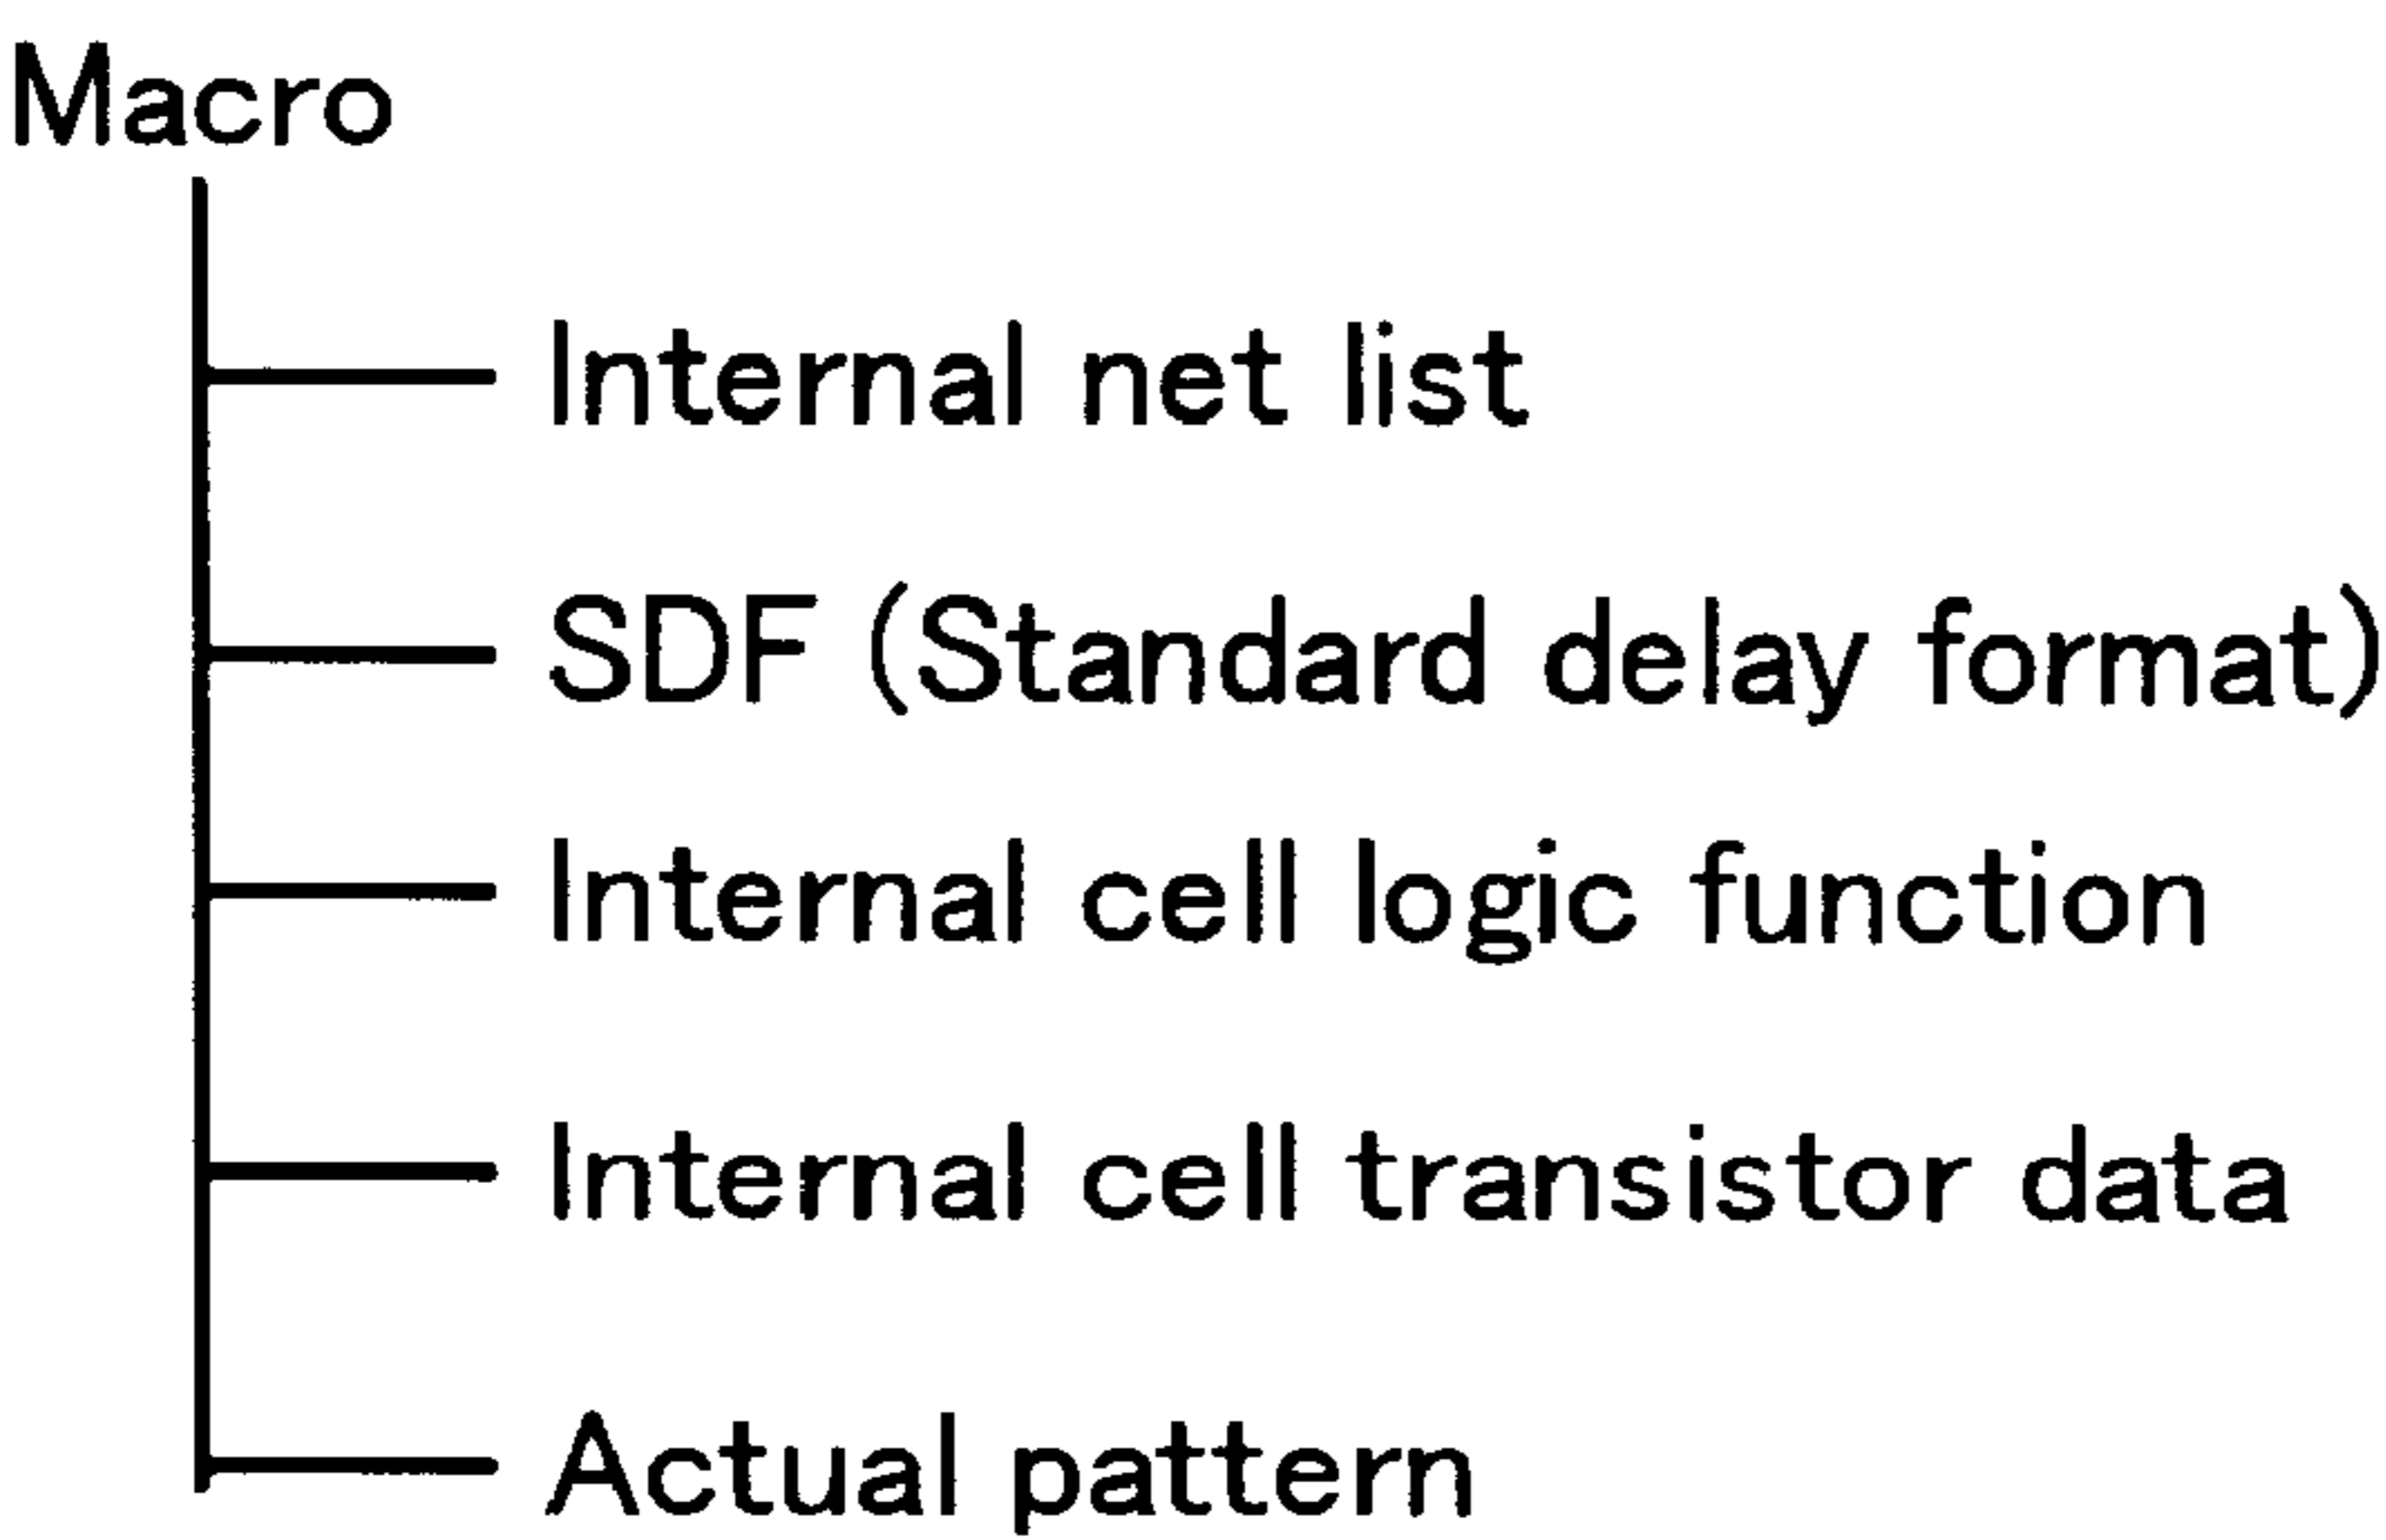 Macro
Internal net list
SDF (Standard delay format)
Internal cell logic function
Internal cell transistor data
Actual pattern